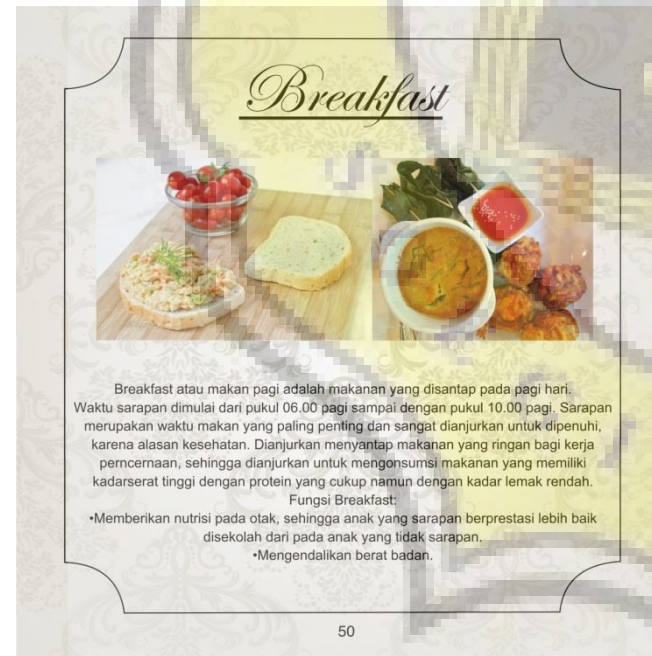 Breakfast
Breakfast atau makan pagi adalah makanan yang disantap pada pagi hari.
Waktu sarapan dimulai dari pukul 06.00 pagi sampai dengan pukul 10.00 pagi. Sarapan
merupakan waktu makan yang paling penting dan sangat dianjurkan untuk dipenuhi,
karena alasan kesehatan. Dianjurkan menyantap makanan yang ringan bagi kerja
perncernaan, sehingga dianjurkan untuk mengonsumsi makanan yang memiliki
kadarserat tinggi dengan protein yang cukup namun dengan kadar lemak rendah.
Fungsi Breakfast:
•Memberikan nutrisi pada otak, sehingga anak yang sarapan berprestasi lebih baik
disekolah dari pada anak yang tidak sarapan.
•Mengendalikan berat badan.
50